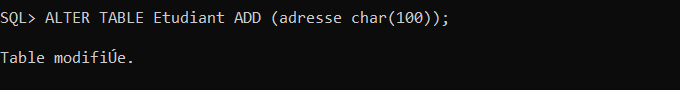 SQL> ALTER TABLE Etudiant ADD (adresse char(100));
Table modifiÚe.